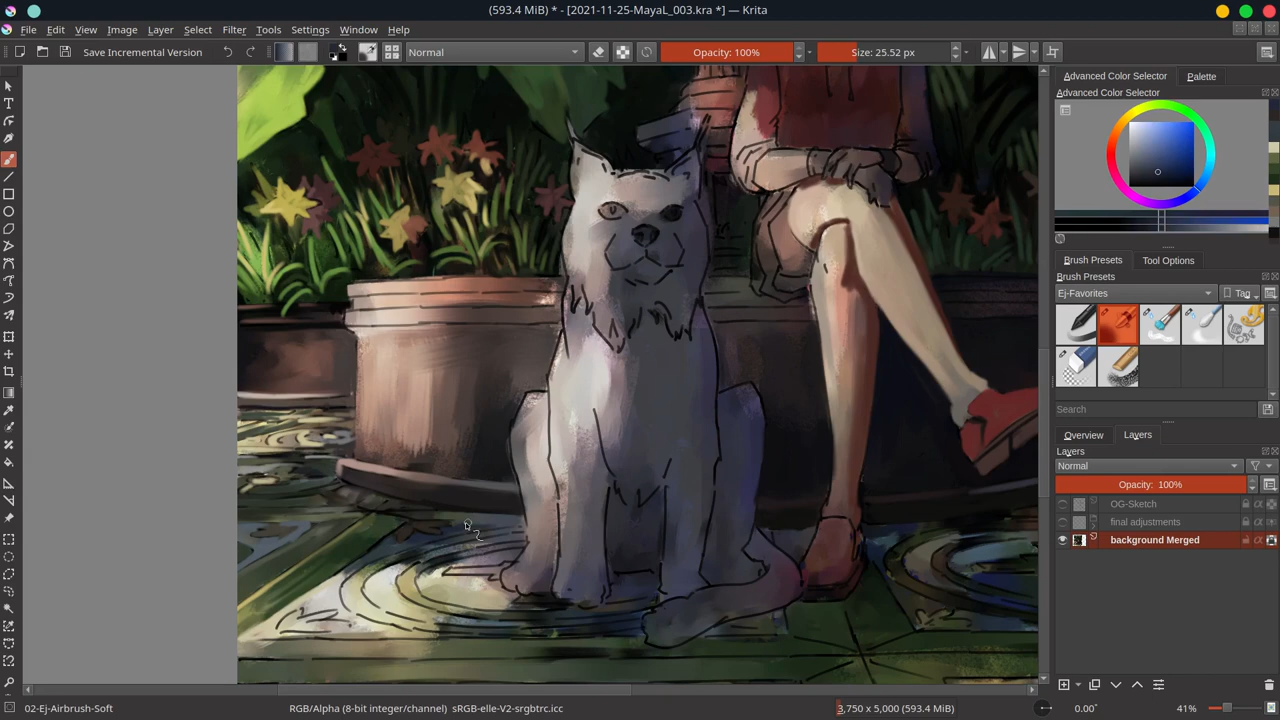 (593.4 MiB) * - [2021-11-25-MayaL_003.kra *] — Krita
File Edit View Image Layer Select Filter Tools Settings Window Help
Save Incremental Version
Normal
Opacity: 100%
Size: 25.52 px
Advanced Color Selector
Palette
Advanced Color Selector
Brush Presets
Tool Options
Brush Presets
Ej-Favorites
Tag
Search
Overview
Layers
Layers
Normal
Opacity: 100%
OG-Sketch
final adjustments
background Merged
02-Ej-Airbrush-Soft
RGB/Alpha (8-bit integer/channel) sRGB-elle-V2-srgbtrc.icc
3,750 x 5,000 (593.4 MiB)
0.00°
41%